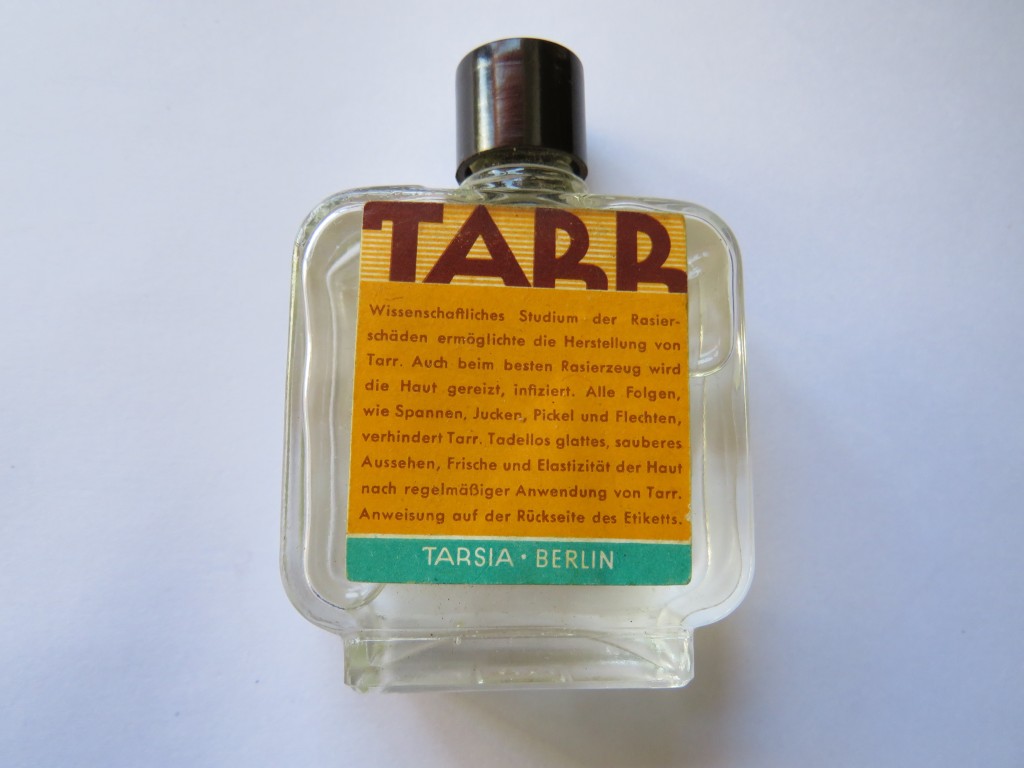 TARR
Wissenschaftliches Studium der Rasier-
schäden ermöglichte die Herstellung von
Tarr. Auch beim besten Rasierzeug wird
die Haut gereizt, infiziert. Alle Folgen,
wie Spannen, Jucken, Pickel und Flechten,
verhindert Tarr. Tadellos glattes, sauberes
Aussehen, Frische und Elastizität der Haut
nach regelmäßiger Anwendung von Tarr.
Anweisung auf der Rückseite des Etiketts.
TARSIA · BERLIN